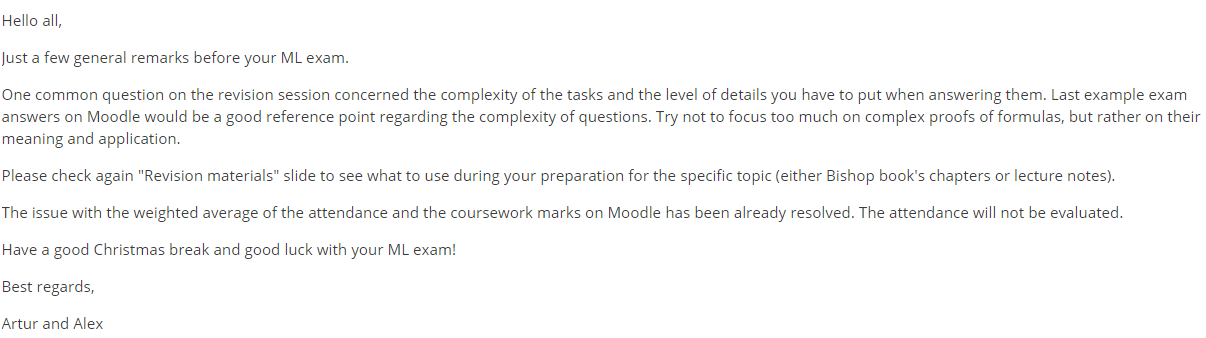 Hello all,
Just a few general remarks before your ML exam.
One common question on the revision session concerned the complexity of the tasks and the level of details you have to put when answering them. Last example exam
answers on Moodle would be a good reference point regarding the complexity of questions. Try not to focus too much on complex proofs of formulas, but rather on their
meaning and application.
Please check again "Revision materials" slide to see what to use during your preparation for the specific topic (either Bishop book's chapters or lecture notes).
The issue with the weighted average of the attendance and the coursework marks on Moodle has been already resolved. The attendance will not be evaluated.
Have a good Christmas break and good luck with your ML exam!
Best regards,
Artur and Alex